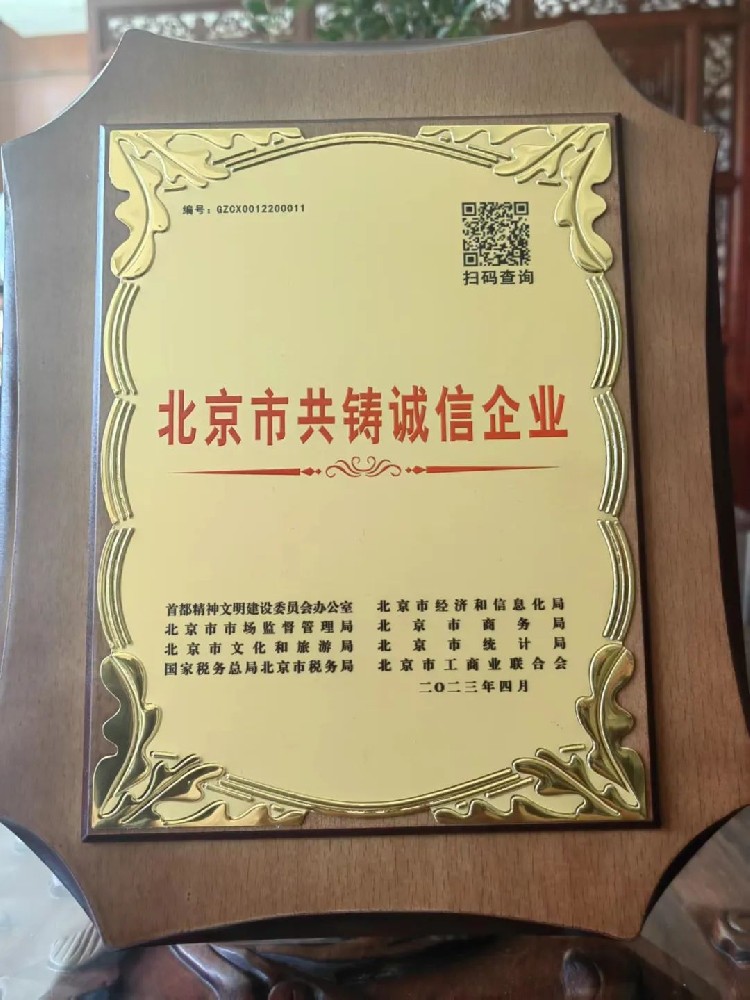 编号：GZCX0012200011
扫码查询
北京市共铸诚信企业
首都精神文明建设委员会办公室 北京市经济和信息化局
北京市市场监督管理局 北京市商务局
北京市文化和旅游局 北京市统计局
国家税务总局北京市税务局 北京市工商业联合会
二〇二三年四月